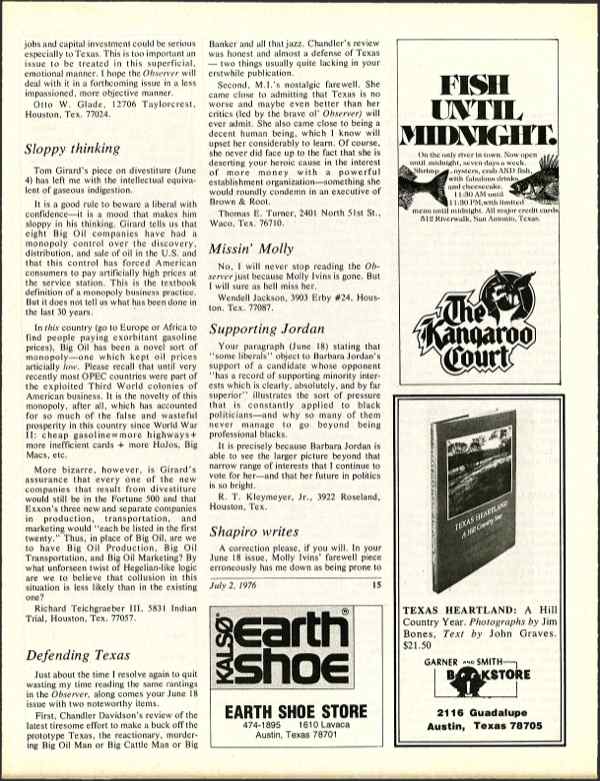 jobs and capital investment could be serious
especially to Texas. This is too important an
issue to be treated in this superficial,
emotional manner. I hope the Observer will
deal with it in a forthcoming issue in a less
impassioned, more objective manner.
Otto W. Glade, 12706 Taylorcrest,
Houston, Tex. 77024.
Sloppy thinking
Tom Girard's piece on divestiture (June
4) has left me with the intellectual equiva-
lent of gaseous indigestion.
It is a good rule to beware a liberal with
confidence—it is a mood that makes him
sloppy in his thinking. Girard tells us that
eight Big Oil companies have had a
monopoly control over the discovery,
distribution, and sale of oil in the U.S. and
that this control has forced American
consumers to pay artificially high prices at
the service station. This is the textbook
definition of a monopoly business practice.
But it does not tell us what has been done in
the last 30 years.
In this country (go to Europe or Africa to
find people paying exorbitant gasoline
prices), Big Oil has been a novel sort of
monopoly—one which kept oil prices
articially low. Please recall that until very
recently most OPEC countries were part of
the exploited Third World colonies of
American business. It is the novelty of this
monopoly, after all, which has accounted
for so much of the false and wasteful
prosperity in this country since World War
II: cheap gasoline=more highways+
more inefficient cards + more HoJos, Big
Macs, etc.
More bizarre, however, is Girard's
assurance that every one of the new
companies that result from divestiture
would still be in the Fortune 500 and that
Exxon's three new and separate companies
in production, transportation, and
marketing would "each be listed in the first
twenty." Thus, in place of Big Oil, are we
to have Big Oil Production, Big Oil
Transportation, and Big Oil Marketing? By
what unforseen twist of Hegelian-like logic
are we to believe that collusion in this
situation is less likely than in the existing
one?
Richard Teichgraeber III, 5831 Indian
Trial, Houston, Tex. 77057.
Defending Texas
Just about the time I resolve again to quit
wasting my time reading the same rantings
in the Observer, along comes your June 18
issue with two noteworthy items.
First, Chandler Davidson's review of the
latest tiresome effort to make a buck off the
prototype Texas, the reactionary, murder-
ing Big Oil Man or Big Cattle Man or Big
Banker and all that jazz. Chandler's review
was honest and almost a defense of Texas
— two things usually quite lacking in your
erstwhile publication.
Second, M.I.'s nostalgic farewell. She
came close to admitting that Texas is no
worse and maybe even better than her
critics (led by the brave ol' Observer) will
ever admit. She also came close to being a
decent human being, which I know will
upset her considerably to learn. Of course,
she never did face up to the fact that she is
deserting your heroic cause in the interest
of more money with a powerful
establishment organization—something she
would roundly condemn in an executive of
Brown & Root.
Thomas E. Turner, 2401 North 51st St.,
Waco, Tex. 76710.
Missin' Molly
No, I will never stop reading the Ob-
server just because Molly Ivins is gone. But
I will sure as hell miss her.
Wendell Jackson, 3903 Erby #24, Hous-
ton, Tex. 77087.
Supporting Jordan
Your paragraph (June 18) stating that
"some liberals" object to Barbara Jordan's
support of a candidate whose opponent
"has a record of supporting minority inter-
ests which is clearly, absolutely, and by far
superior" illustrates the sort of pressure
that is constantly applied to black
politicians—and why so many of them
never manage to go beyond being
professional blacks.
It is precisely because Barbara Jordan is
able to see the larger picture beyond that
narrow range of interests that I continue to
vote for her—and that her future in politics
is so bright.
R. T. Kleymeyer, Jr., 3922 Roseland,
Houston, Tex.
Shapiro writes
A correction please, if you will. In your
June 18 issue, Molly Ivins' farewell piece
erroneously has me down as being prone to
July 2, 1976 15
KALSØ earth
shoe ®
EARTH SHOE STORE
474-1895 1610 Lavaca
Austin, Texas 78701
FISH
UNTIL
MIDNIGHT.
On the only river in town. Now open
until midnight, seven days a week.
Shrimp, oysters, crab AND fish,
with fabulous drinks
and cheesecake.
11:30 AM until
11:30 PM, with limited
menu until midnight. All major credit cards
512 Riverwalk, San Antonio, Texas.
The
Kangaroo
Court
TEXAS HEARTLAND
A Hill Country Year
TEXAS HEARTLAND: A Hill
Country Year. Photographs by Jim
Bones, Text by John Graves.
$21.50
GARNER AND SMITH
BOOKSTORE
2116 Guadalupe
Austin, Texas 78705